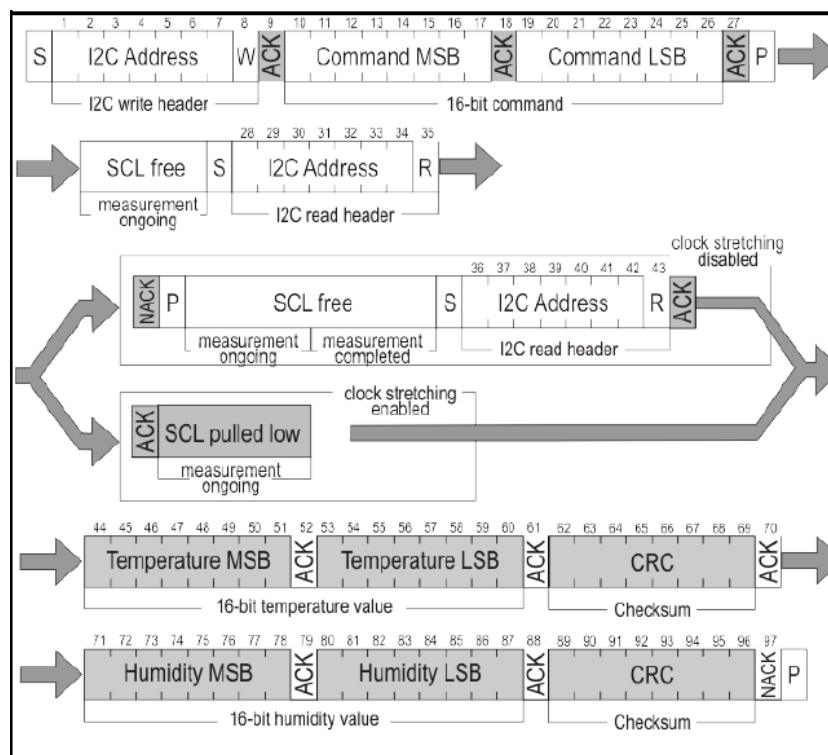 1 2 3 4 5 6 7 8 9 10 11 12 13 14 15 16 17 18 19 20 21 22 23 24 25 26 27
S I2C Address W ACK Command MSB ACK Command LSB ACK P
I2C write header 16-bit command
28 29 30 31 32 33 34 35
SCL free S I2C Address R
measurement ongoing I2C read header
clock stretching
disabled
36 37 38 39 40 41 42 43
NACK P SCL free S I2C Address R ACK
measurement measurement
ongoing completed I2C read header
clock stretching
enabled
ACK SCL pulled low
measurement
ongoing
44 45 46 47 48 49 50 51 52 53 54 55 56 57 58 59 60 61 62 63 64 65 66 67 68 69 70
Temperature MSB ACK Temperature LSB ACK CRC ACK
16-bit temperature value Checksum
71 72 73 74 75 76 77 78 79 80 81 82 83 84 85 86 87 88 89 90 91 92 93 94 95 96 97
Humidity MSB ACK Humidity LSB ACK CRC NACK P
16-bit humidity value Checksum